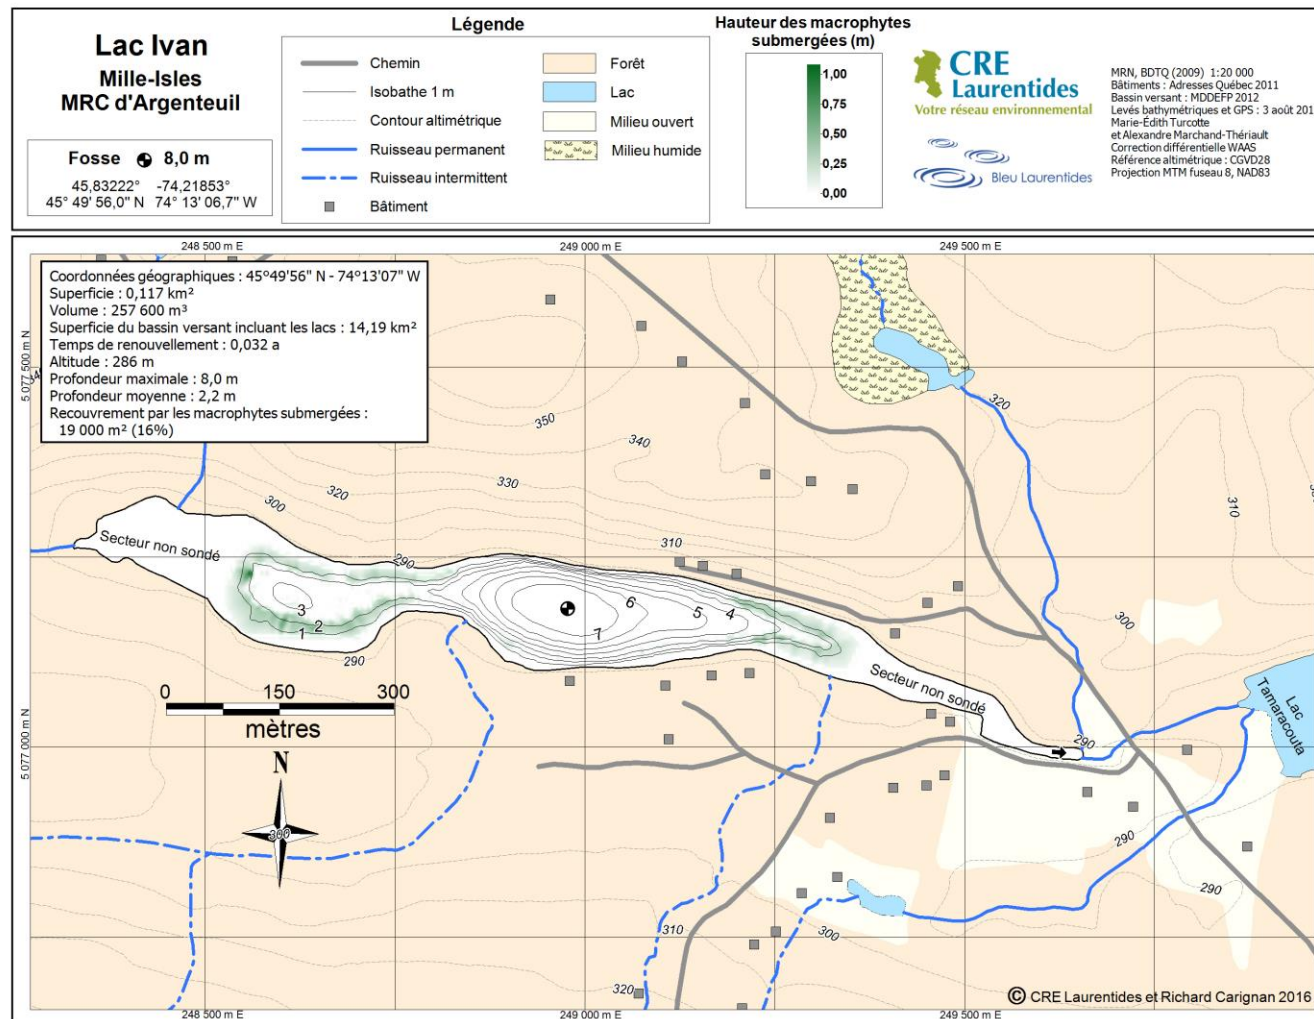 Lac Ivan
Mille-Isles
MRC d'Argenteuil
Fosse 8,0 m
45,83222° -74,21853°
45° 49' 56,0" N 74° 13' 06,7" W
Légende
Chemin
Isobathe 1 m
Contour altimétrique
Ruisseau permanent
Ruisseau intermittent
Bâtiment
Forêt
Lac
Milieu ouvert
Milieu humide
Hauteur des macrophytes
submergées (m)
1,00
0,75
0,50
0,25
0,00
CRE
Laurentides
Votre réseau environnemental
Bleu Laurentides
MRN, BDTQ (2009) 1:20 000
Bâtiments : Adresses Québec 2011
Bassin versant : MDDEFP 2012
Levés bathymétriques et GPS : 3 août 201
Marie-Édith Turcotte
et Alexandre Marchand-Thériault
Correction différentielle WAAS
Référence altimétrique : CGVD28
Projection MTM fuseau 8, NAD83
248 500 m E
249 000 m E
249 500 m E
Coordonnées géographiques : 45°49'56" N - 74°13'07" W
Superficie : 0,117 km²
Volume : 257 600 m³
Superficie du bassin versant incluant les lacs : 14,19 km²
Temps de renouvellement : 0,032 a
Altitude : 286 m
Profondeur maximale : 8,0 m
Profondeur moyenne : 2,2 m
Recouvrement par les macrophytes submergées :
19 000 m² (16%)
5 077 500 m N
320
350
340
330
320
300
310
310
290
300
Secteur non sondé
3
1 2
6
5
4
7
290
Secteur non sondé
Lac
Tamaracouta
0 150 300
mètres
5 077 000 m N
290
N
300
290
290
310
300
320
© CRE Laurentides et Richard Carignan 2016
248 500 m E
249 000 m E
249 500 m E